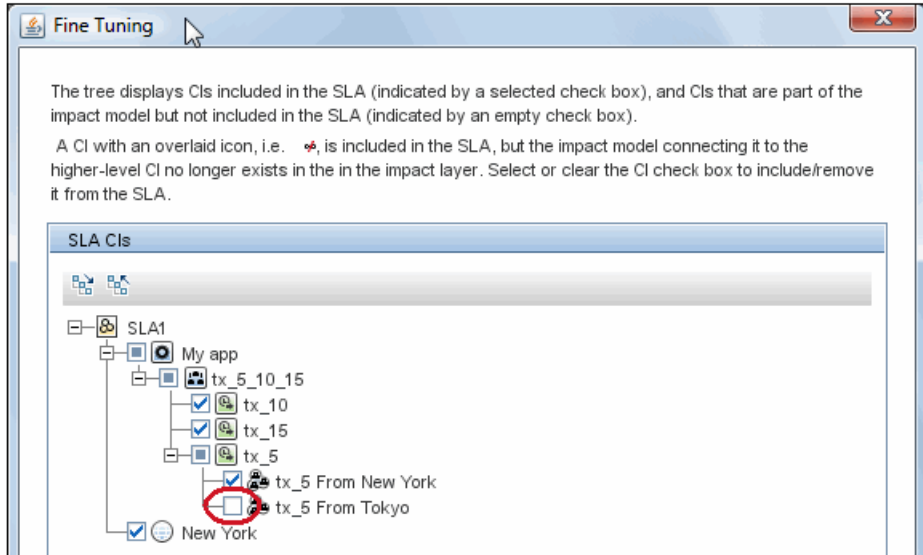 Fine Tuning
The tree displays CIs included in the SLA (indicated by a selected check box), and CIs that are part of the
impact model but not included in the SLA (indicated by an empty check box).
A CI with an overlaid icon, i.e. , is included in the SLA, but the impact model connecting it to the
higher-level CI no longer exists in the in the impact layer. Select or clear the CI check box to include/remove
it from the SLA.
SLA CIs
SLA1
My app
tx_5_10_15
tx_10
tx_15
tx_5
tx_5 From New York
tx_5 From Tokyo
New York